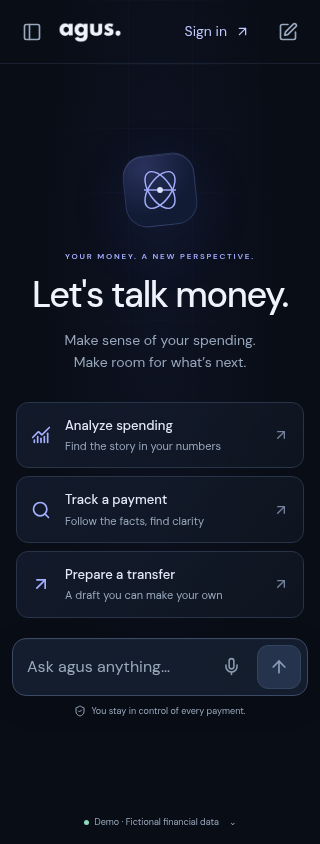 agus.
Sign in
YOUR MONEY. A NEW PERSPECTIVE.
Let's talk money.
Make sense of your spending.
Make room for what's next.
Analyze spending
Find the story in your numbers
Track a payment
Follow the facts, find clarity
Prepare a transfer
A draft you can make your own
Ask agus anything...
You stay in control of every payment.
Demo · Fictional financial data